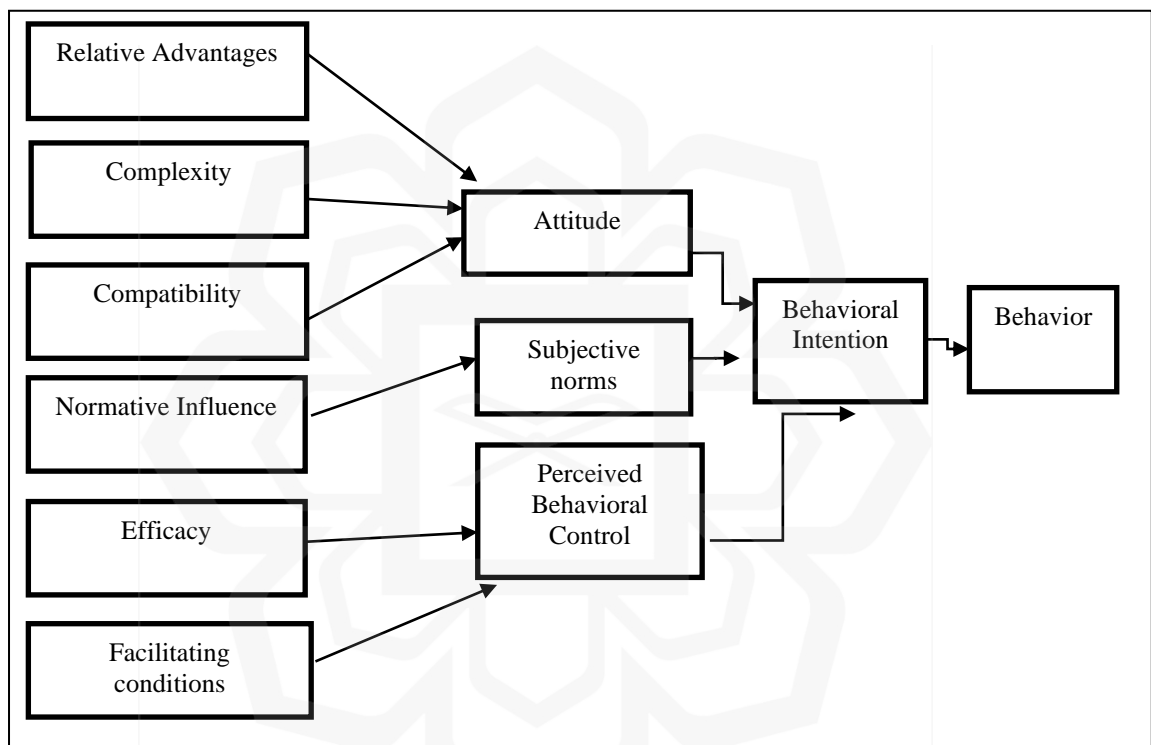 Relative Advantages
Complexity
Compatibility
Normative Influence
Efficacy
Facilitating
conditions
Attitude
Subjective
norms
Perceived
Behavioral
Control
Behavioral
Intention
Behavior